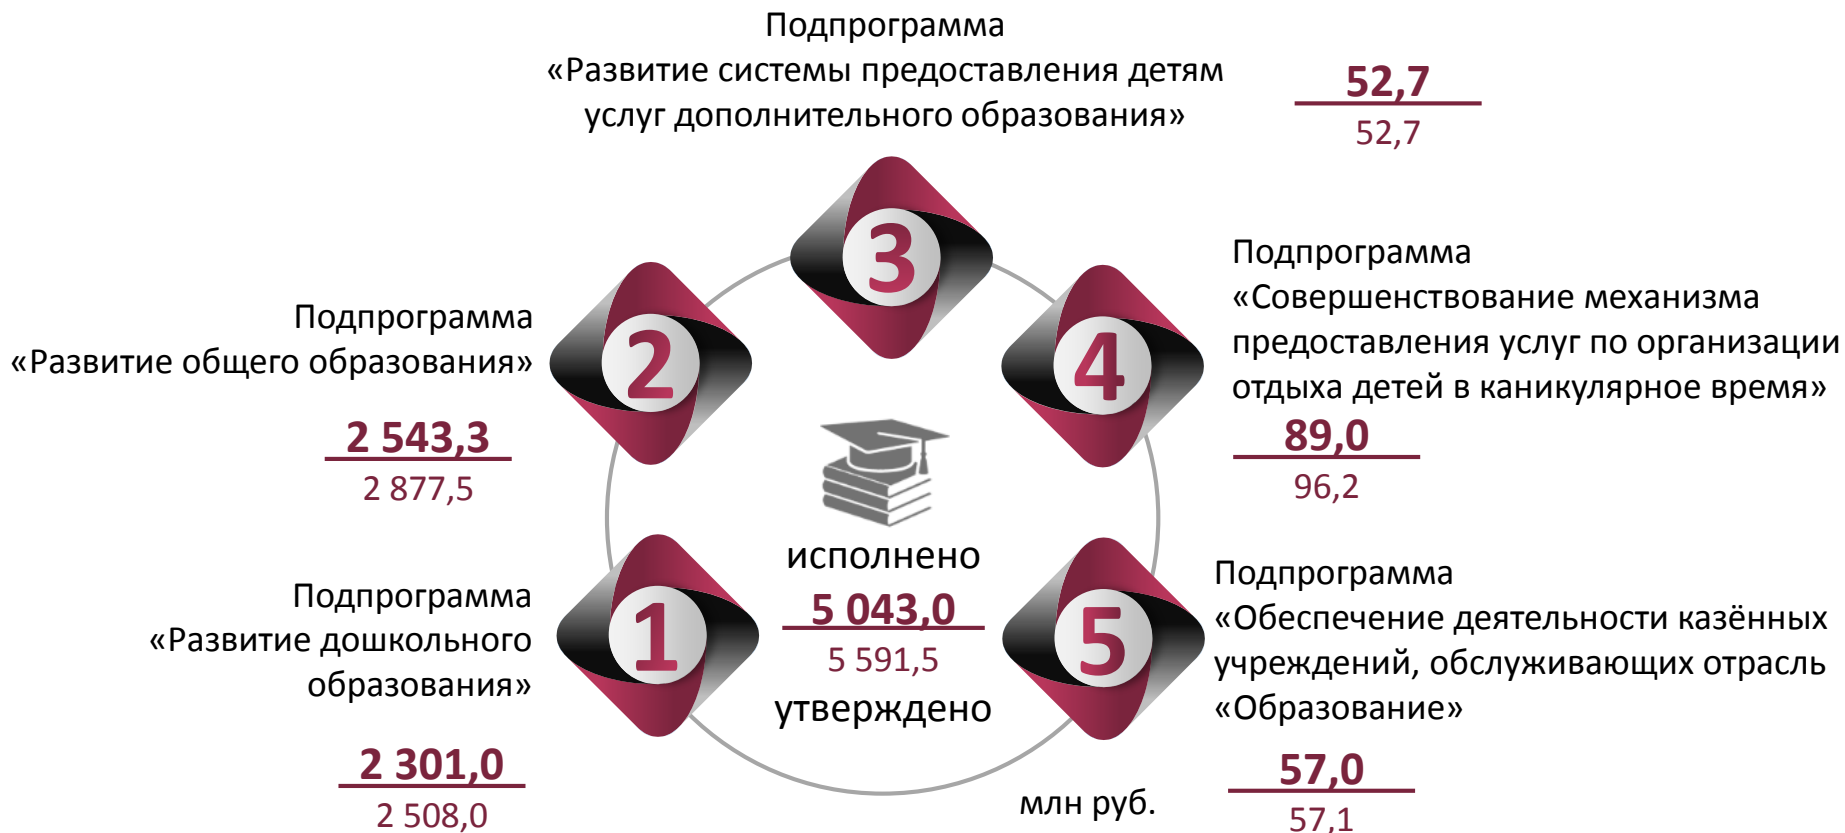 Подпрограмма
«Развитие системы предоставления детям
услуг дополнительного образования»
52,7
52,7
3
Подпрограмма
«Развитие общего образования»
2 543,3
2 877,5
2
4
Подпрограмма
«Совершенствование механизма
предоставления услуг по организации
отдыха детей в каникулярное время»
89,0
96,2
исполнено
5 043,0
5 591,5
утверждено
Подпрограмма
«Развитие дошкольного
образования»
2 301,0
2 508,0
1
5
Подпрограмма
«Обеспечение деятельности казённых
учреждений, обслуживающих отрасль
«Образование»
57,0
57,1
млн руб.